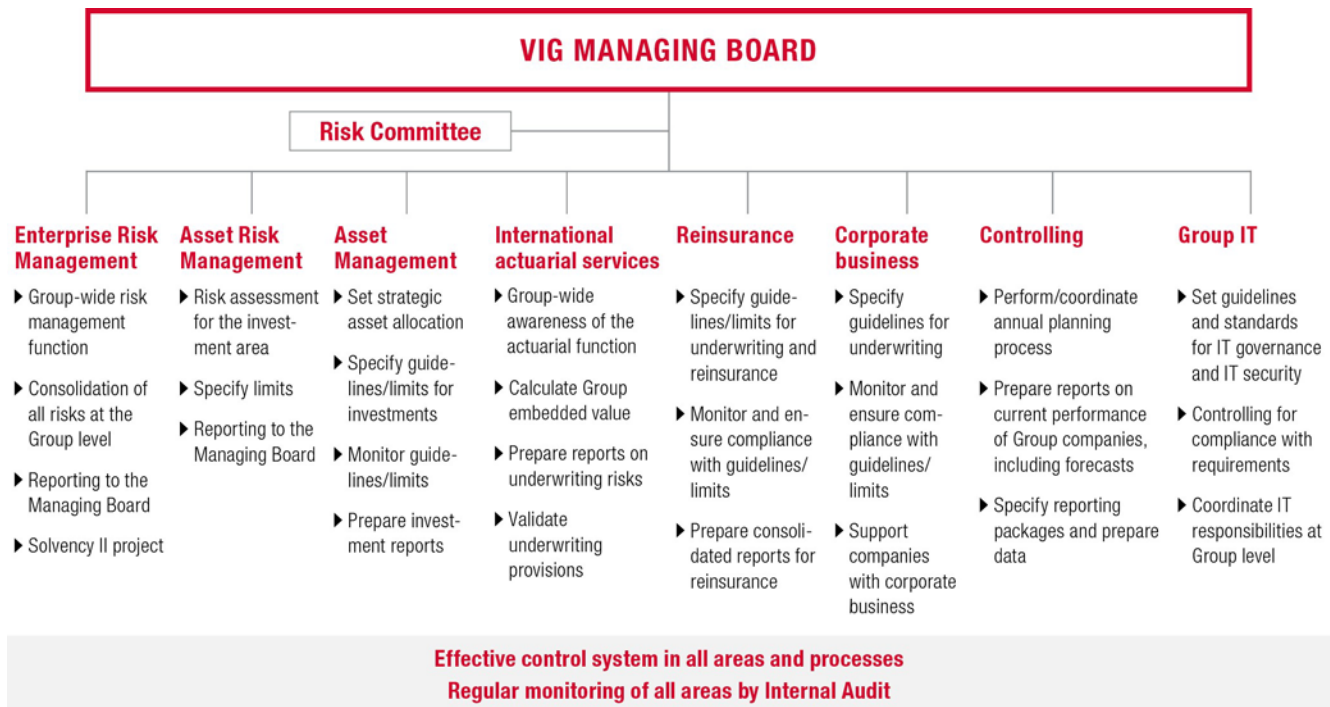 VIG MANAGING BOARD
Risk Committee
Enterprise Risk
Management
▶ Group-wide risk
management
function
▶ Consolidation of
all risks at the
Group level
▶ Reporting to the
Managing Board
▶ Solvency II project
Asset Risk
Management
▶ Risk assessment
for the invest-
ment area
▶ Specify limits
▶ Reporting to the
Managing Board
Asset
Management
▶ Set strategic
asset allocation
▶ Specify guide-
lines/limits for
investments
▶ Monitor guide-
lines/limits
▶ Prepare invest-
ment reports
International
actuarial services
▶ Group-wide
awareness of the
actuarial function
▶ Calculate Group
embedded value
▶ Prepare reports on
underwriting risks
▶ Validate
underwriting
provisions
Reinsurance
▶ Specify guide-
lines/limits for
underwriting and
reinsurance
▶ Monitor and en-
sure compliance
with guidelines/
limits
▶ Prepare consoli-
dated reports for
reinsurance
Corporate
business
▶ Specify
guidelines for
underwriting
▶ Monitor and
ensure com-
pliance with
guidelines/
limits
▶ Support
companies
with corporate
business
Controlling
▶ Perform/coordinate
annual planning
process
▶ Prepare reports on
current performance
of Group companies,
including forecasts
▶ Specify reporting
packages and prepare
data
Group IT
▶ Set guidelines
and standards
for IT governance
and IT security
▶ Controlling for
compliance with
requirements
▶ Coordinate IT
responsibilities at
Group level
Effective control system in all areas and processes
Regular monitoring of all areas by Internal Audit